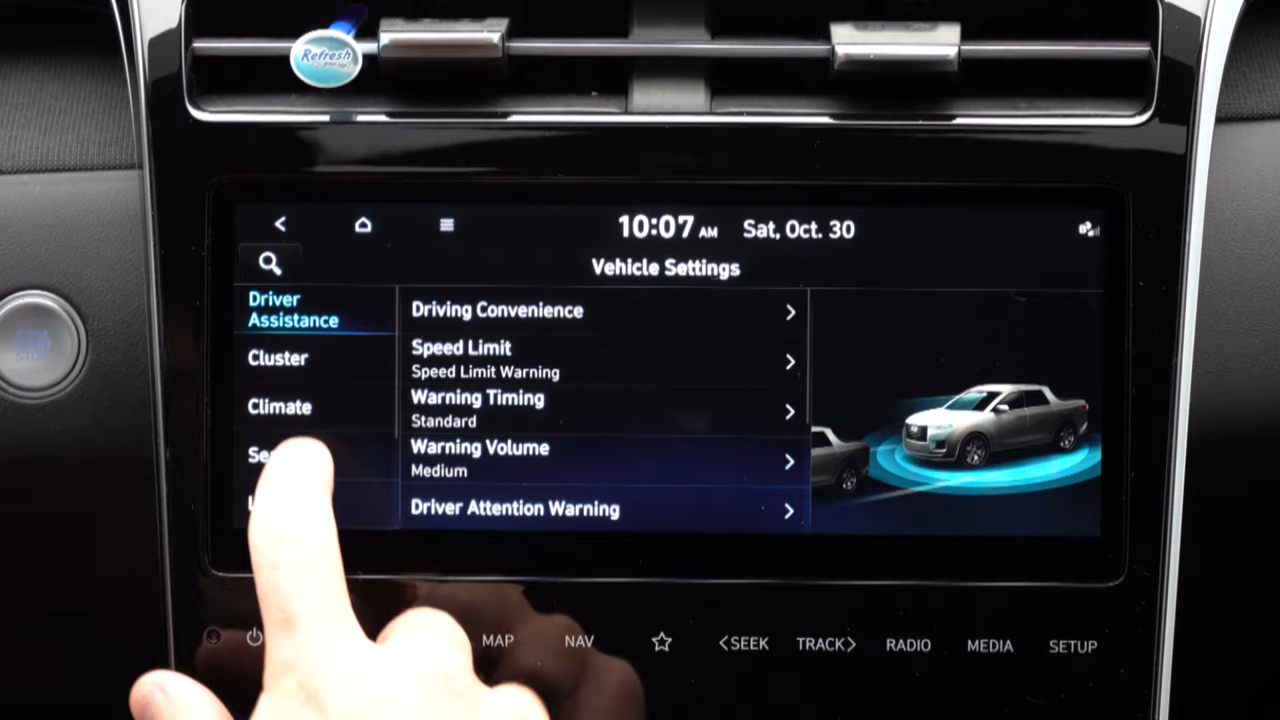 Refresh
10:07 AM Sat, Oct. 30
Vehicle Settings
Driver
Assistance
Cluster
Climate
Driving Convenience
Speed Limit
Speed Limit Warning
Warning Timing
Standard
Warning Volume
Medium
Driver Attention Warning
MAP NAV <SEEK TRACK> RADIO MEDIA SETUP